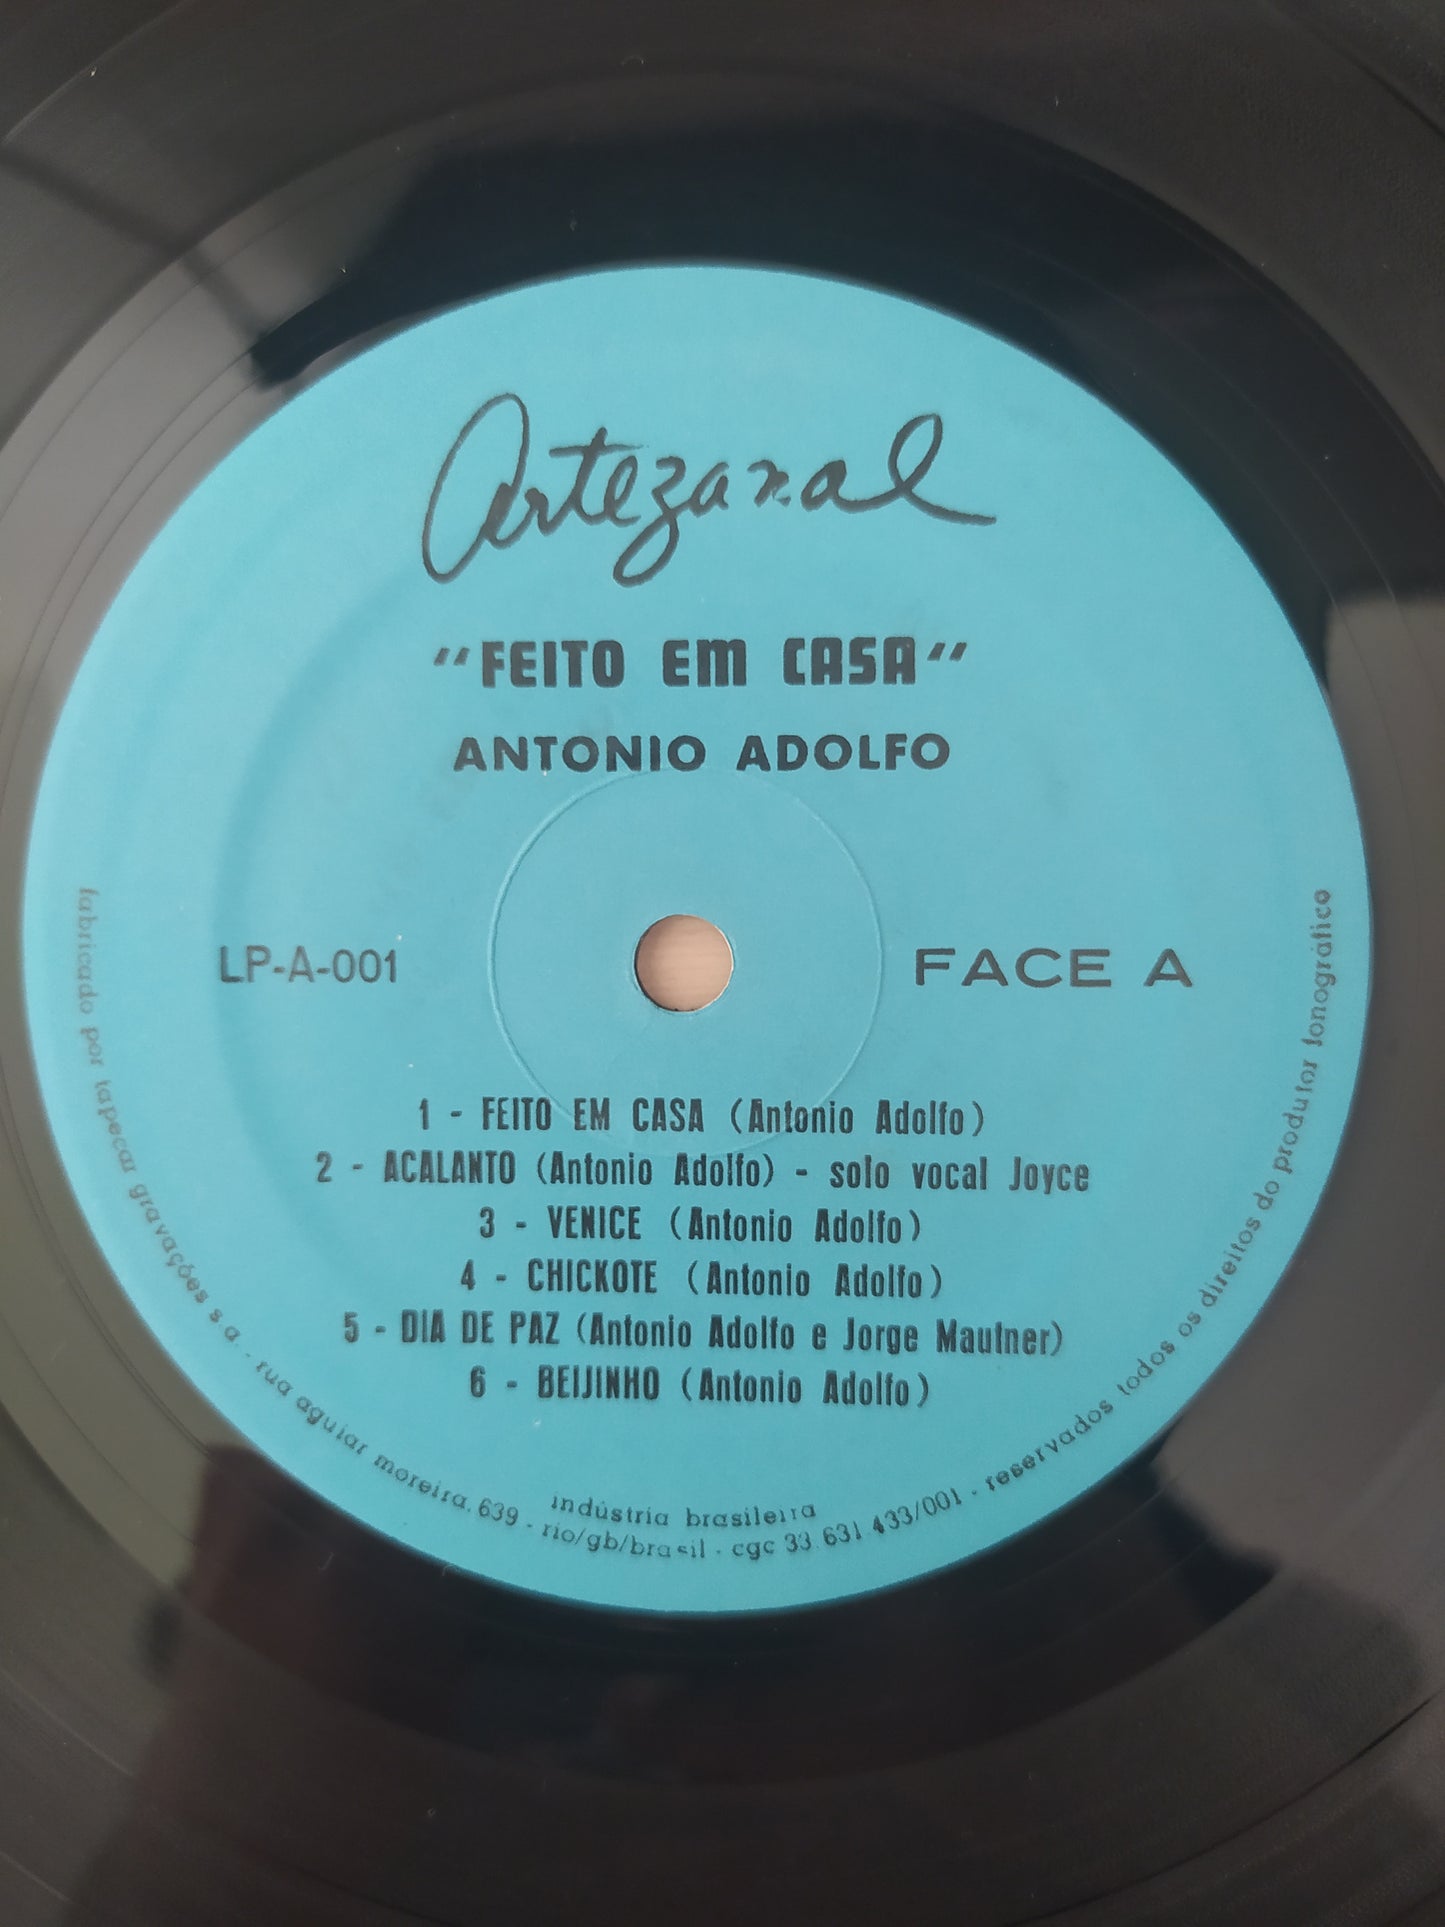 Artezanal
"FEITO EM CASA"
ANTONIO ADOLFO
LP-A-001
FACE A
1 - FEITO EM CASA (Antonio Adolfo)
2 - ACALANTO (Antonio Adolfo) - solo vocal Joyce
3 - VENICE (Antonio Adolfo)
4 - CHICKOTE (Antonio Adolfo)
5 - DIA DE PAZ (Antonio Adolfo e Jorge Mautner)
6 - BEIJINHO (Antonio Adolfo)
indústria brasileira
fabricado por tapecar gravações s.a. - rua aguiar moreira, 639 - rio/gb/brasil - cgc 33.631.433/001 - reservados todos os direitos do produtor fonográfico